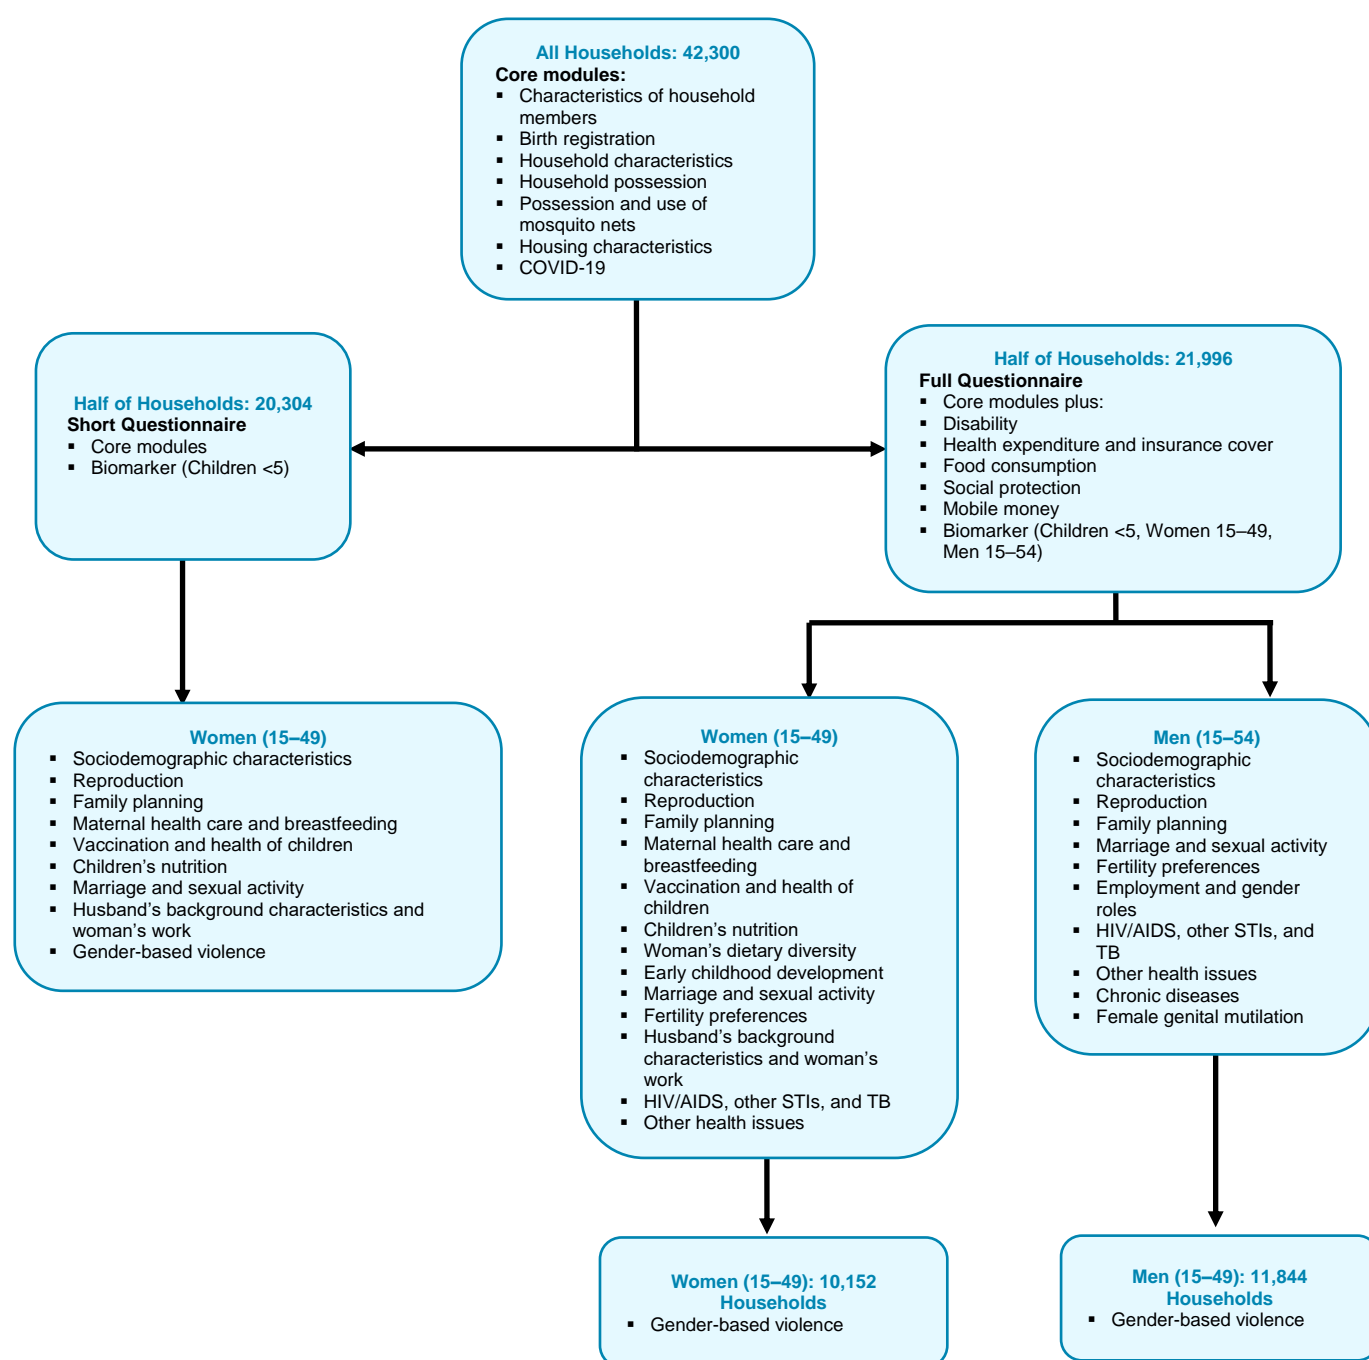 All Households: 42,300
Core modules:
▪ Characteristics of household
members
▪ Birth registration
▪ Household characteristics
▪ Household possession
▪ Possession and use of
mosquito nets
▪ Housing characteristics
▪ COVID-19
Half of Households: 20,304
Short Questionnaire
▪ Core modules
▪ Biomarker (Children <5)
Half of Households: 21,996
Full Questionnaire
▪ Core modules plus:
▪ Disability
▪ Health expenditure and insurance cover
▪ Food consumption
▪ Social protection
▪ Mobile money
▪ Biomarker (Children <5, Women 15–49,
Men 15–54)
Women (15–49)
▪ Sociodemographic characteristics
▪ Reproduction
▪ Family planning
▪ Maternal health care and breastfeeding
▪ Vaccination and health of children
▪ Children’s nutrition
▪ Marriage and sexual activity
▪ Husband’s background characteristics and
woman’s work
▪ Gender-based violence
Women (15–49)
▪ Sociodemographic
characteristics
▪ Reproduction
▪ Family planning
▪ Maternal health care and
breastfeeding
▪ Vaccination and health of
children
▪ Children’s nutrition
▪ Woman’s dietary diversity
▪ Early childhood development
▪ Marriage and sexual activity
▪ Fertility preferences
▪ Husband’s background
characteristics and woman’s
work
▪ HIV/AIDS, other STIs, and TB
▪ Other health issues
Men (15–54)
▪ Sociodemographic
characteristics
▪ Reproduction
▪ Family planning
▪ Marriage and sexual activity
▪ Fertility preferences
▪ Employment and gender
roles
▪ HIV/AIDS, other STIs, and
TB
▪ Other health issues
▪ Chronic diseases
▪ Female genital mutilation
Women (15–49): 10,152
Households
▪ Gender-based violence
Men (15–49): 11,844
Households
▪ Gender-based violence